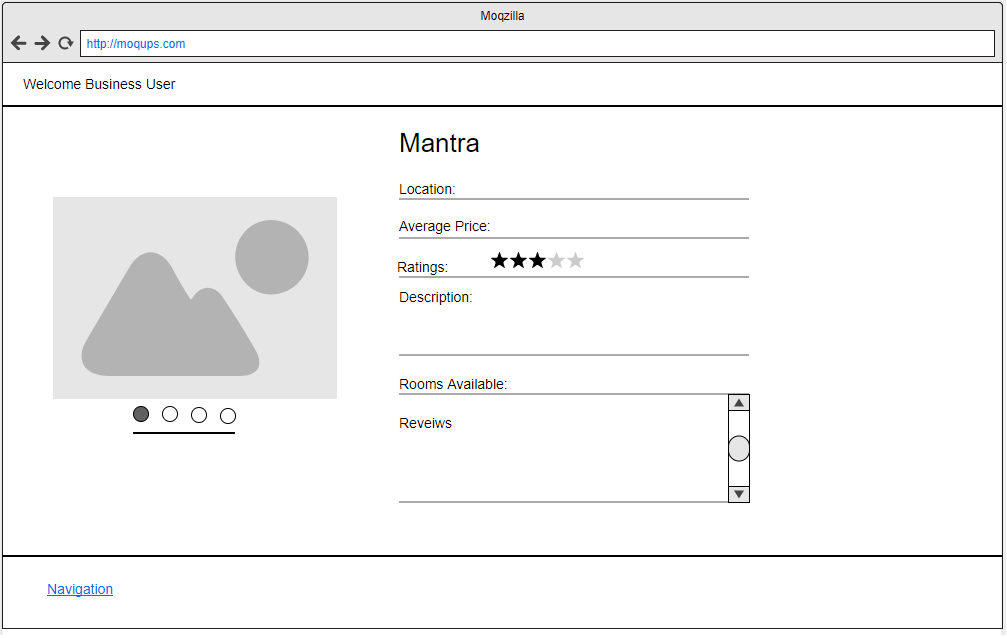 Moqzilla
http://moqups.com
Welcome Business User
Mantra
Location:
Average Price:
Ratings:
Description:
Rooms Available:
Reveiws
Navigation